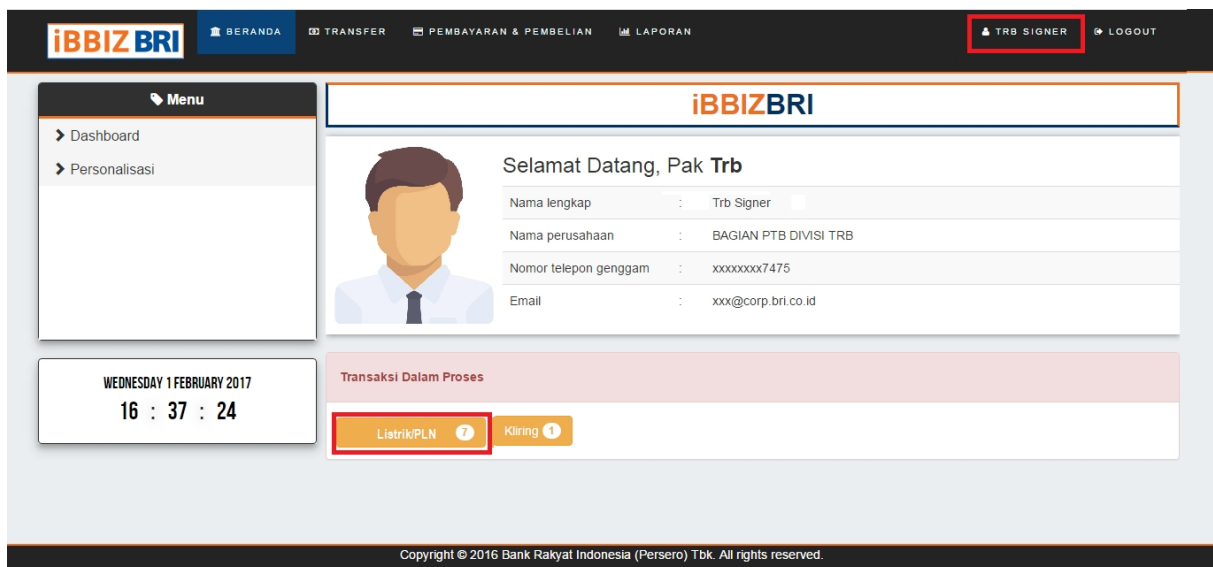 iBBIZ BRI
BERANDA
TRANSFER
PEMBAYARAN & PEMBELIAN
LAPORAN
TRB SIGNER
LOGOUT
Menu
Dashboard
Personalisasi
iBBIZBRI
Selamat Datang, Pak Trb
Nama lengkap : Trb Signer
Nama perusahaan : BAGIAN PTB DIVISI TRB
Nomor telepon genggam : xxxxxxxx7475
Email : xxx@corp.bri.co.id
WEDNESDAY 1 FEBRUARY 2017
16 : 37 : 24
Transaksi Dalam Proses
Listrik/PLN 7
Kliring 1
Copyright © 2016 Bank Rakyat Indonesia (Persero) Tbk. All rights reserved.